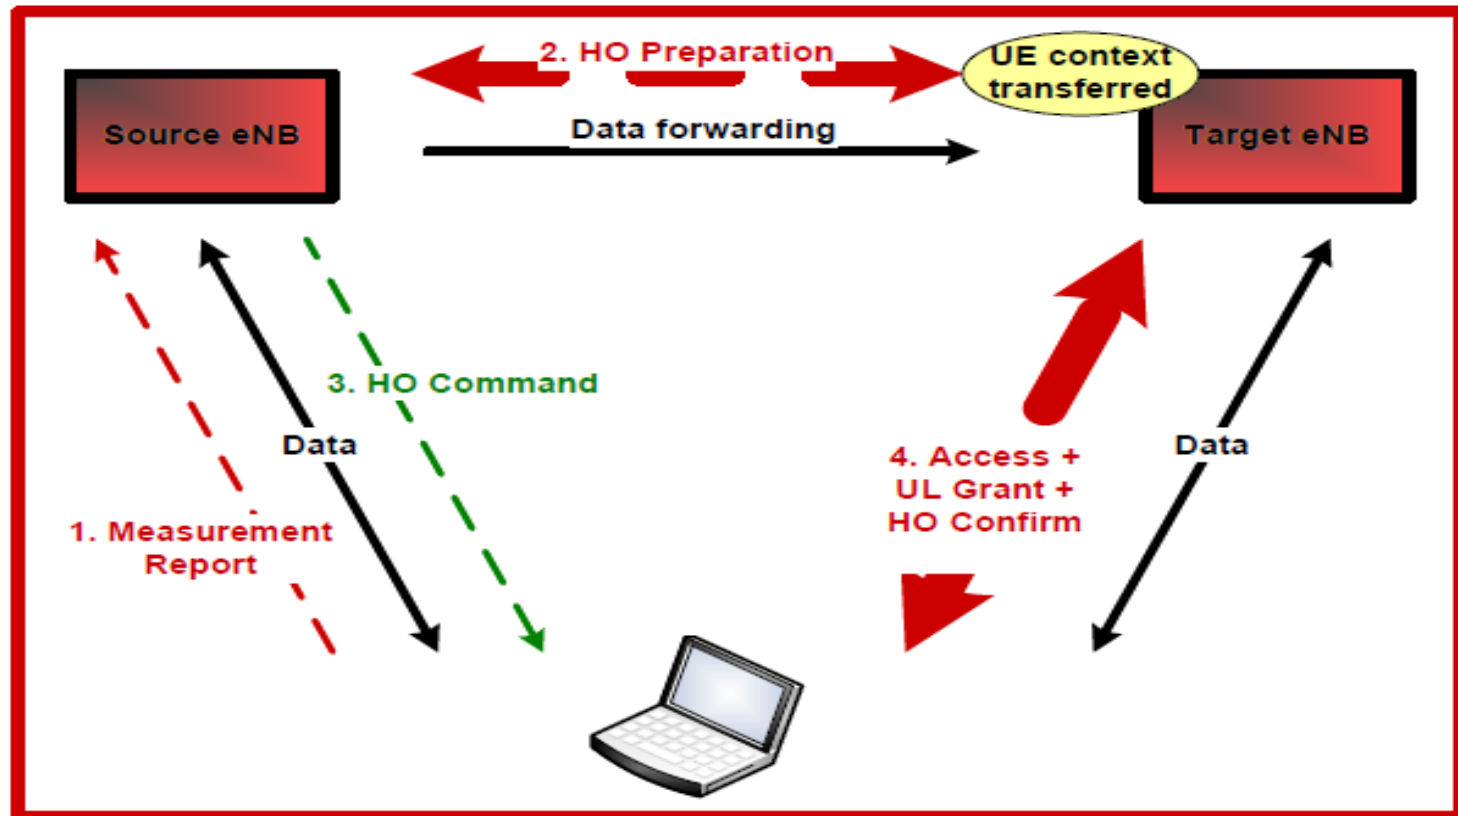 2. HO Preparation
UE context
transferred
Source eNB
Data forwarding
Target eNB
3. HO Command
Data
Data
4. Access +
UL Grant +
HO Confirm
1. Measurement
Report